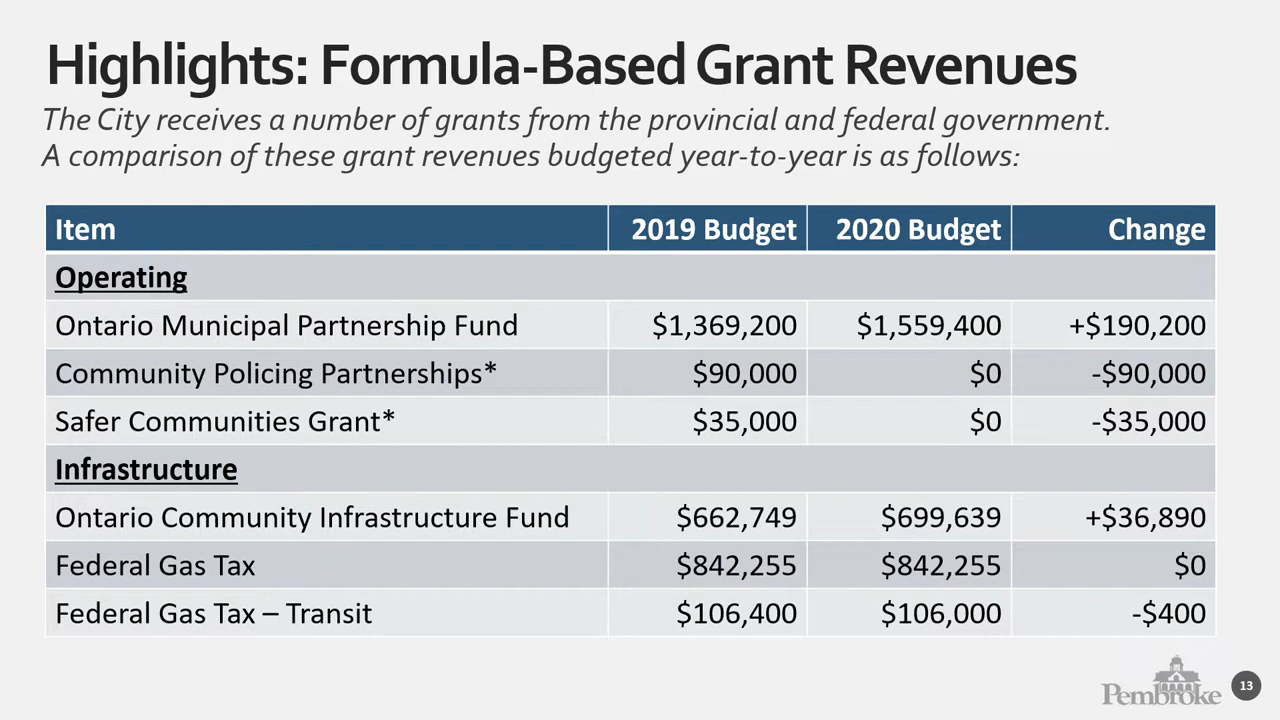 Highlights: Formula-Based Grant Revenues
The City receives a number of grants from the provincial and federal government.
A comparison of these grant revenues budgeted year-to-year is as follows:
Item 2019 Budget 2020 Budget Change
Operating
Ontario Municipal Partnership Fund $1,369,200 $1,559,400 +$190,200
Community Policing Partnerships* $90,000 $0 -$90,000
Safer Communities Grant* $35,000 $0 -$35,000
Infrastructure
Ontario Community Infrastructure Fund $662,749 $699,639 +$36,890
Federal Gas Tax $842,255 $842,255 $0
Federal Gas Tax – Transit $106,400 $106,000 -$400
Pembroke 13